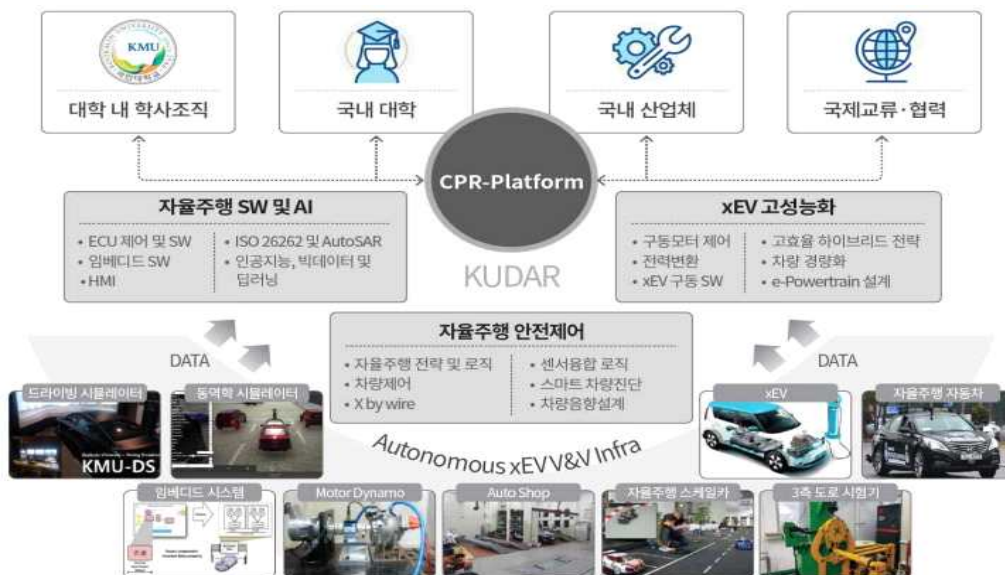 KMU
국민대학교
대학 내 학사조직
국내 대학
국내 산업체
국제교류·협력
CPR-Platform
자율주행 SW 및 AI
• ECU 제어 및 SW
• 임베디드 SW
• HMI
• ISO 26262 및 AutoSAR
• 인공지능, 빅데이터 및
딥러닝
KUDAR
xEV 고성능화
• 구동모터 제어
• 전력변환
• xEV 구동 SW
• 고효율 하이브리드 전략
• 차량 경량화
• e-Powertrain 설계
자율주행 안전제어
• 자율주행 전략 및 로직
• 차량제어
• X by wire
• 센서융합 로직
• 스마트 차량진단
• 차량음향설계
DATA
DATA
드라이빙 시뮬레이터
동역학 시뮬레이터
xEV
자율주행 자동차
KMU-DS
Autonomous xEV V&V Infra
임베디드 시스템
Motor Dynamo
Auto Shop
자율주행 스케일카
3축 도로 시험기